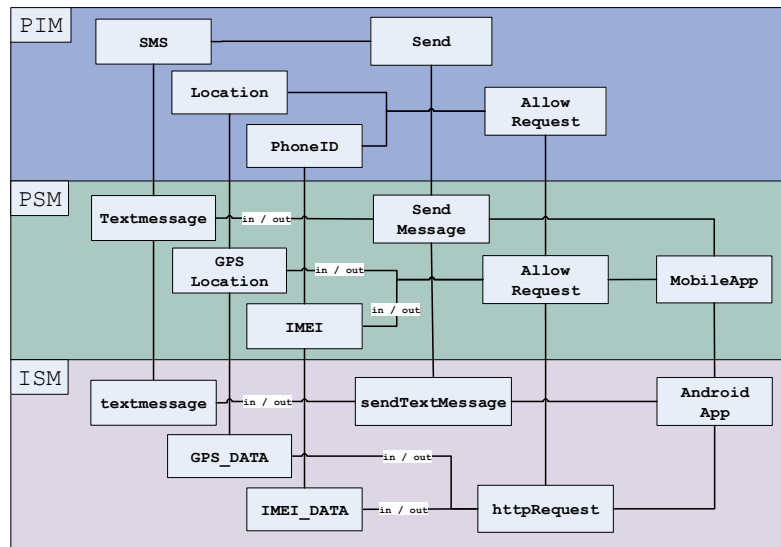 PIM
SMS
Send
Location
Allow
Request
PhoneID
PSM
Textmessage
in / out
Send
Message
GPS
Location
in / out
Allow
Request
MobileApp
in / out
IMEI
ISM
textmessage
in / out
sendTextMessage
Android
App
GPS_DATA
in / out
IMEI_DATA
in / out
httpRequest